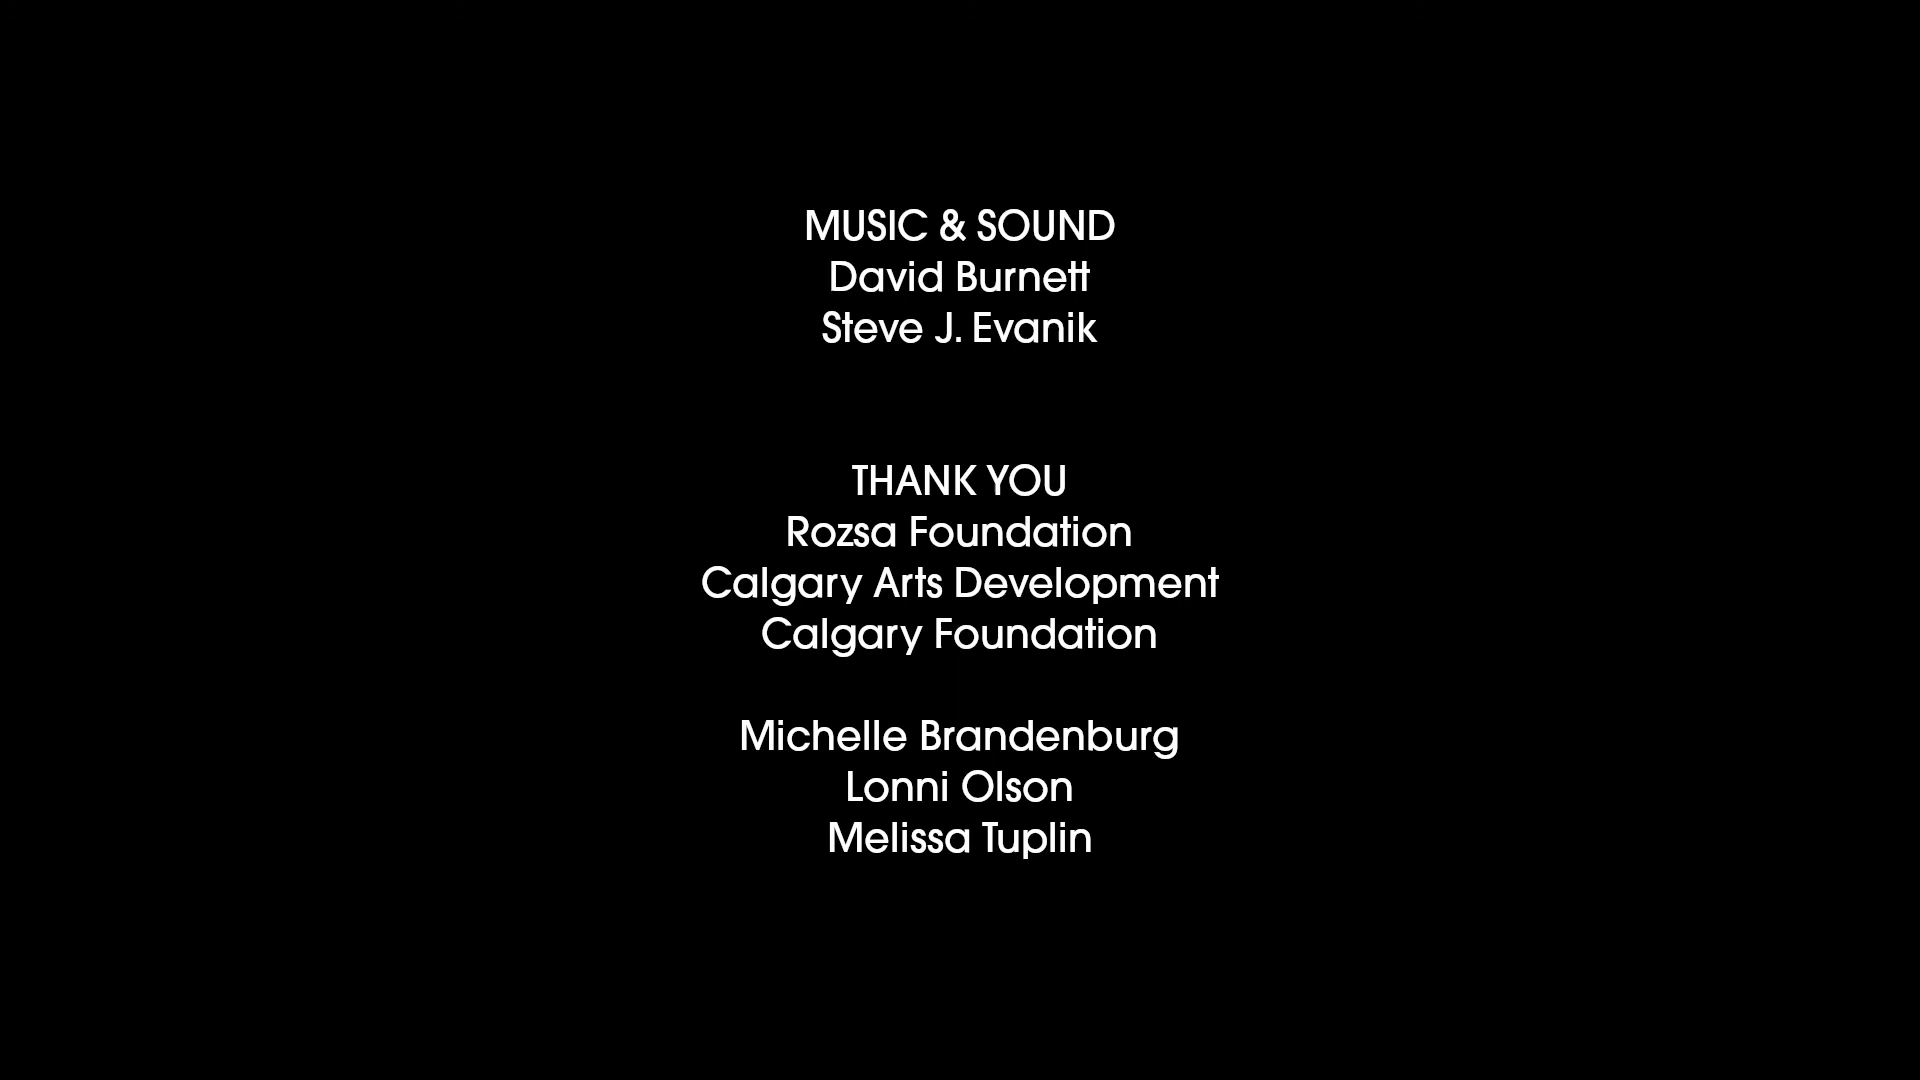 MUSIC & SOUND
David Burnett
Steve J. Evanik
THANK YOU
Rozsa Foundation
Calgary Arts Development
Calgary Foundation
Michelle Brandenburg
Lonni Olson
Melissa Tuplin